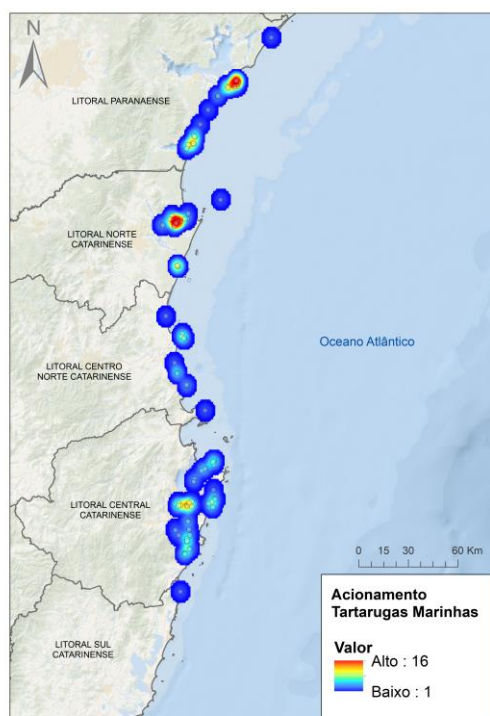 N
LITORAL PARANAENSE
LITORAL NORTE
CATARINENSE
Oceano Atlântico
LITORAL CENTRO
NORTE CATARINENSE
LITORAL CENTRAL
CATARINENSE
0 15 30 60 Km
LITORAL SUL
CATARINENSE
Acionamento
Tartarugas Marinhas
Valor
Alto : 16
Baixo : 1